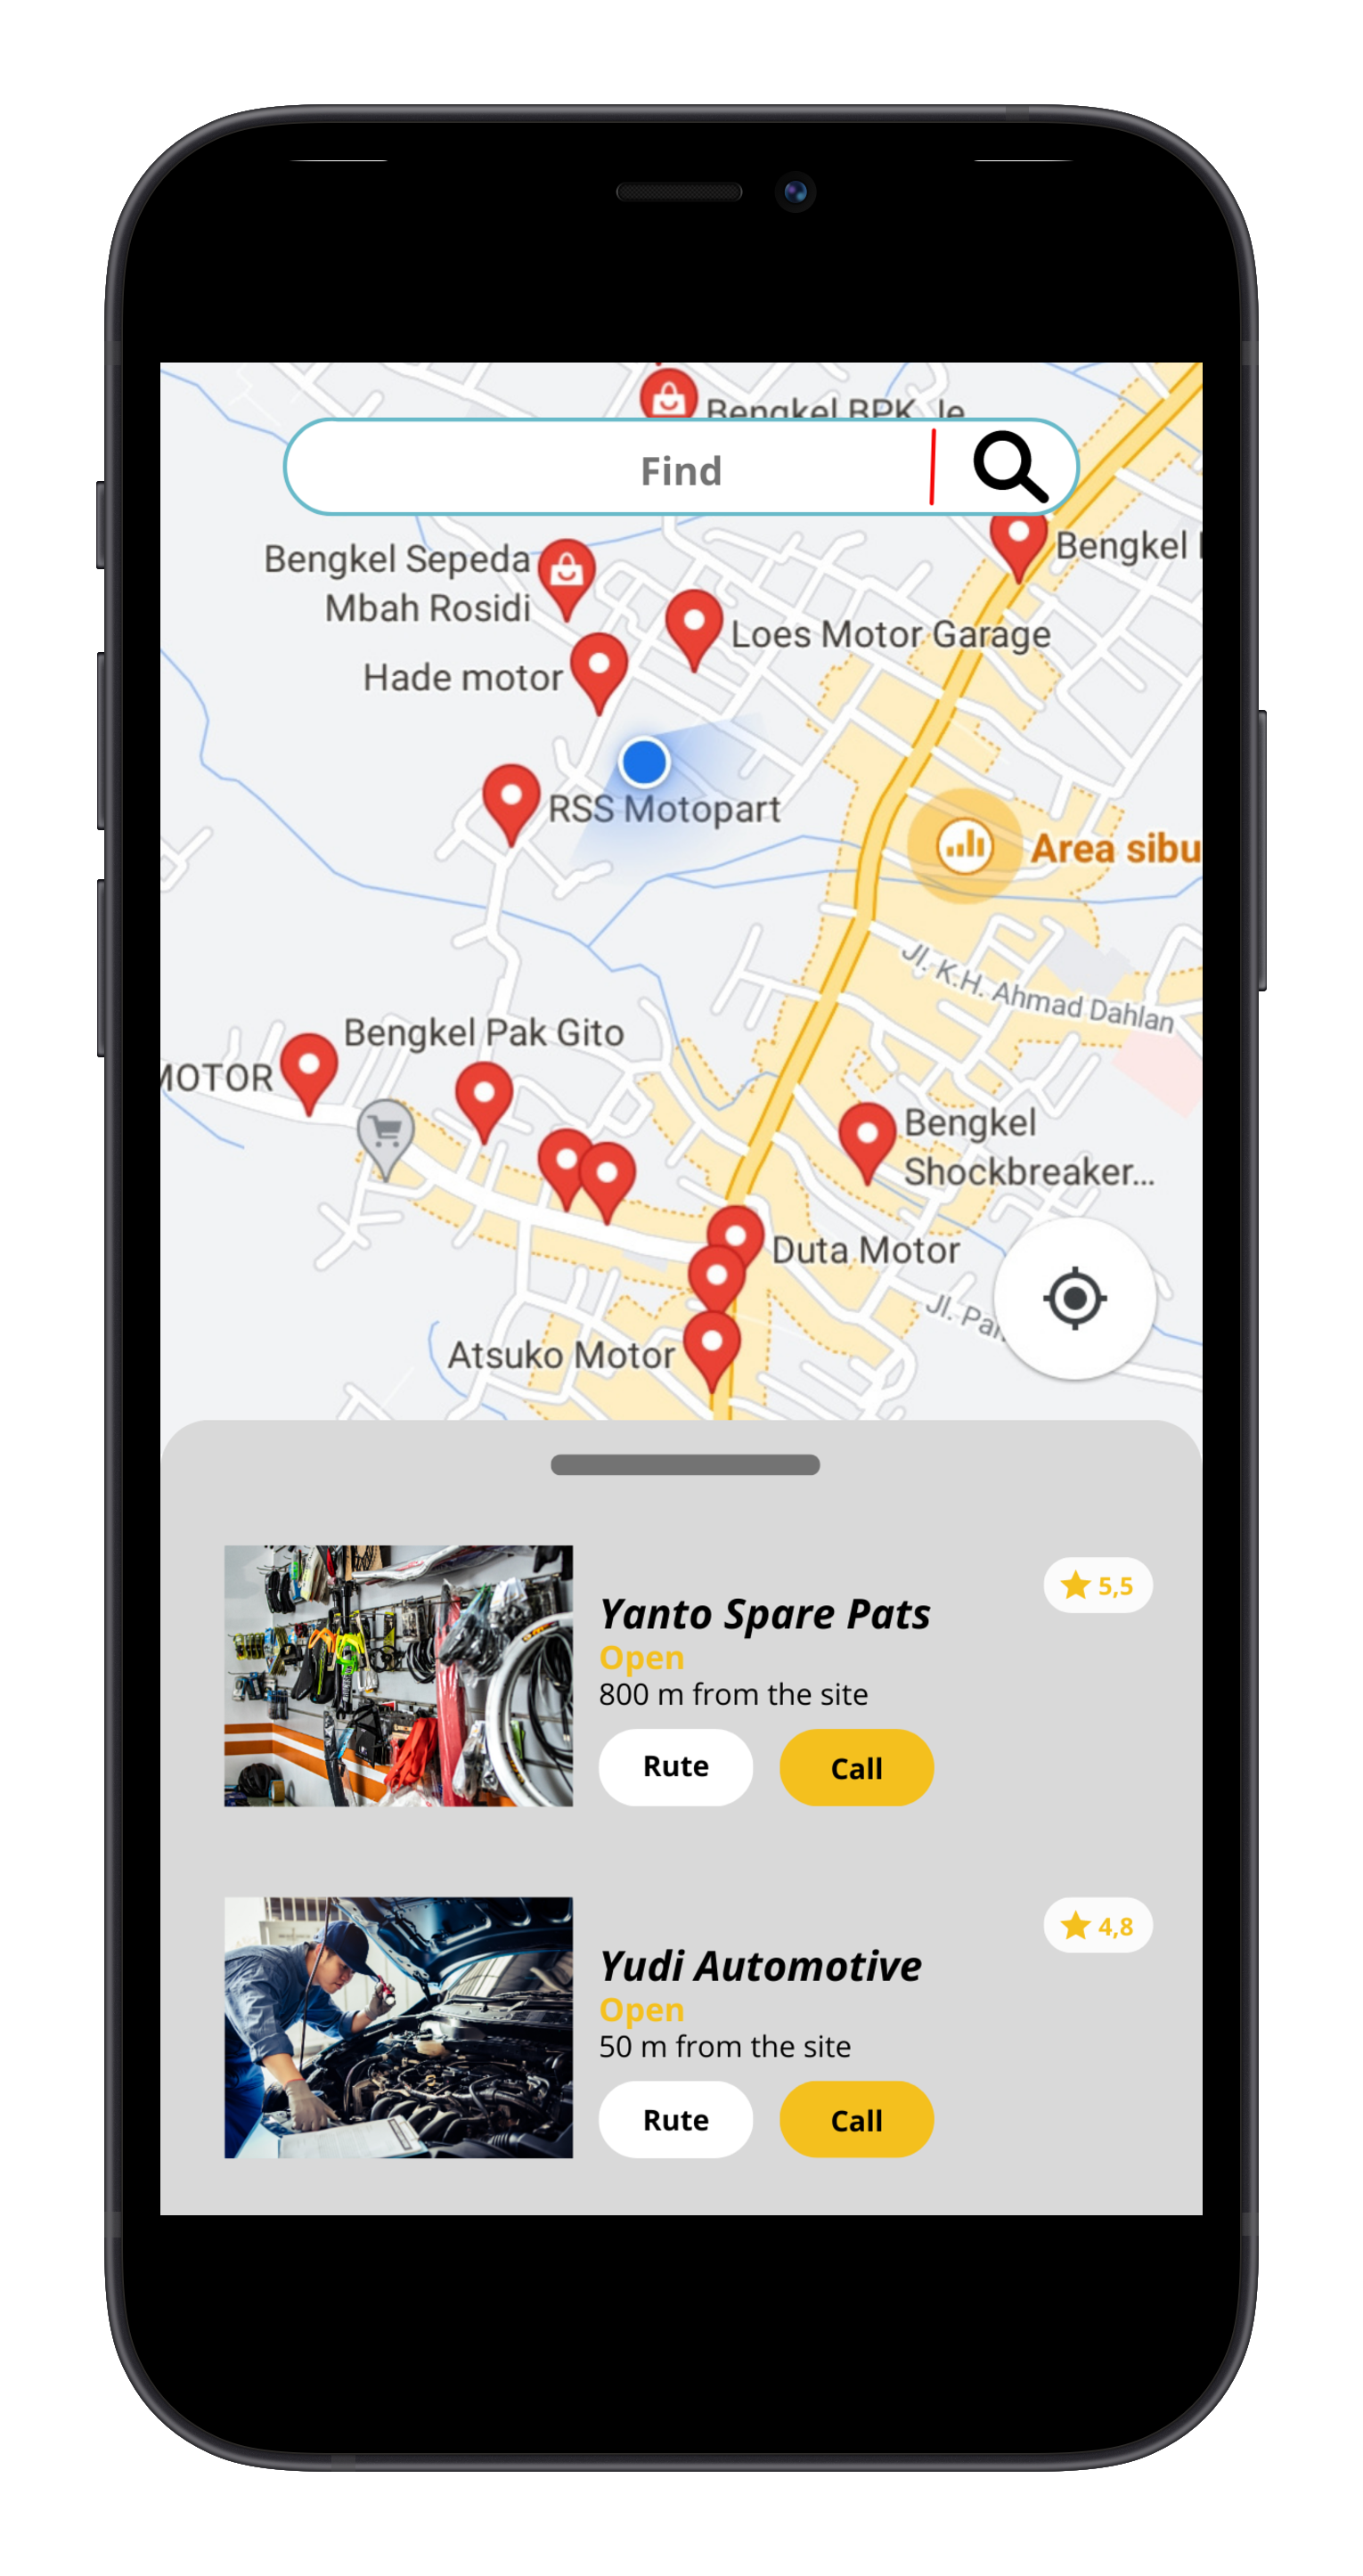 Bengkel BPK Je
Find
Bengkel
Bengkel Sepeda
Mbah Rosidi
Loes Motor Garage
Hade motor
RSS Motopart
Area sibu
Jl. K.H. Ahmad Dahlan
Bengkel Pak Gito
MOTOR
Bengkel
Shockbreaker...
Duta Motor
Jl. Pa
Atsuko Motor
5,5
Yanto Spare Pats
Open
800 m from the site
Rute
Call
4,8
Yudi Automotive
Open
50 m from the site
Rute
Call